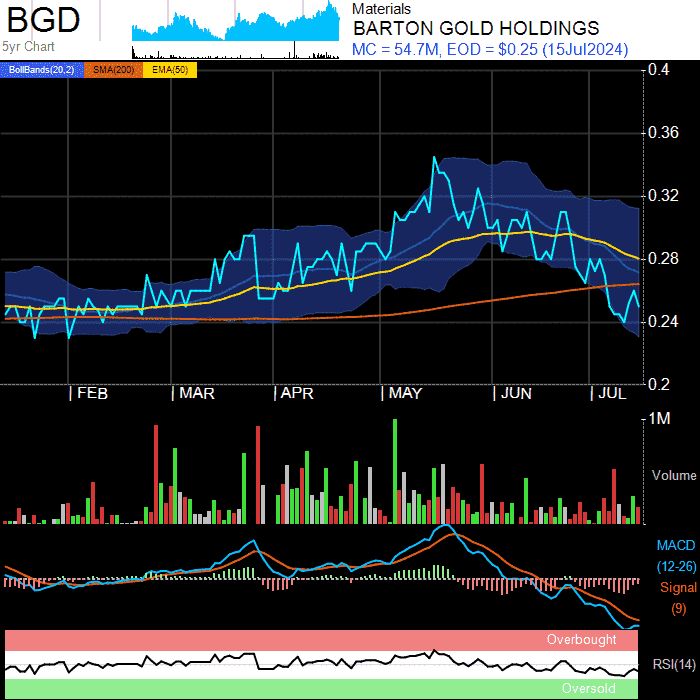 BGD
5yr Chart
Materials
BARTON GOLD HOLDINGS
MC = 54.7M, EOD = $0.25 (15Jul2024)
BollBands(20,2) SMA(200) EMA(50)
0.4
0.36
0.32
0.28
0.24
0.2
| FEB | MAR | APR | MAY | JUN | JUL
1M
Volume
MACD
(12-26)
Signal
(9)
Overbought
RSI(14)
Oversold